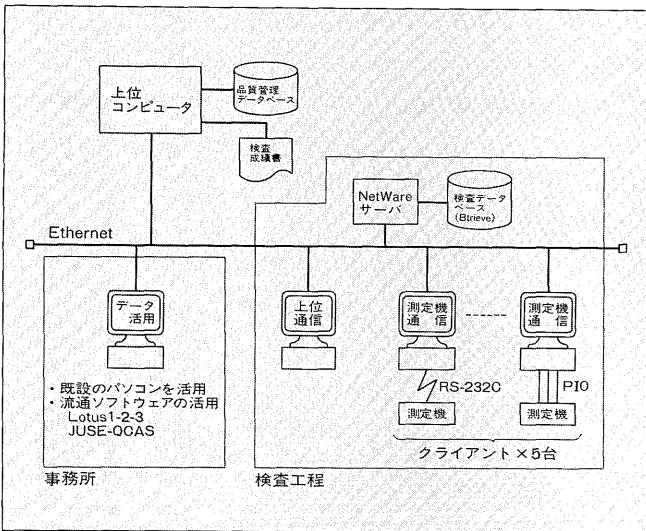 上位
コンピュータ
品質管理
データベース
検査
成績書
NetWare
サーバ
検査データ
ベース
(Btrieve)
Ethernet
データ
活用
上位
通信
測定機
通信
測定機
通信
RS-232C
PIO
測定機
測定機
・既設のパソコンを活用
・流通ソフトウェアの活用
Lotus1-2-3
JUSE-QCAS
クライアント×5台
事務所
検査工程